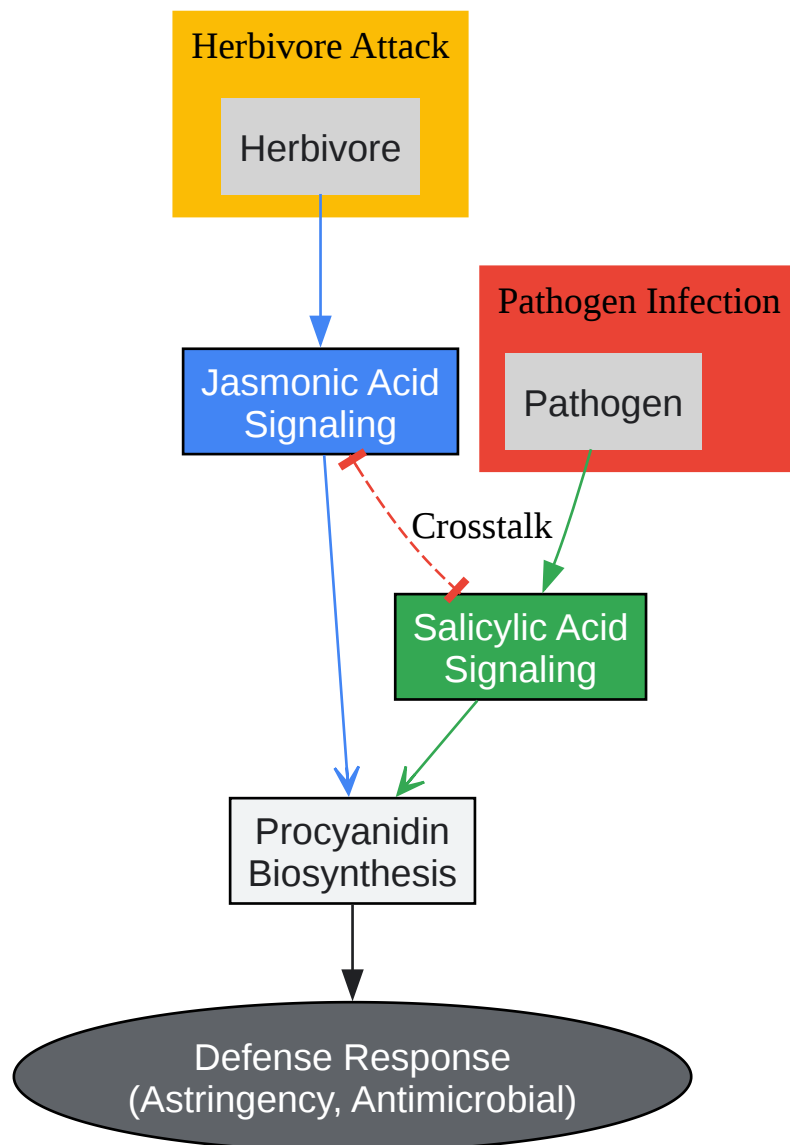 Herbivore Attack
Herbivore
Pathogen Infection
Jasmonic Acid
Signaling
Pathogen
Crosstalk
Salicylic Acid
Signaling
Procyanidin
Biosynthesis
Defense Response
(Astringency, Antimicrobial)